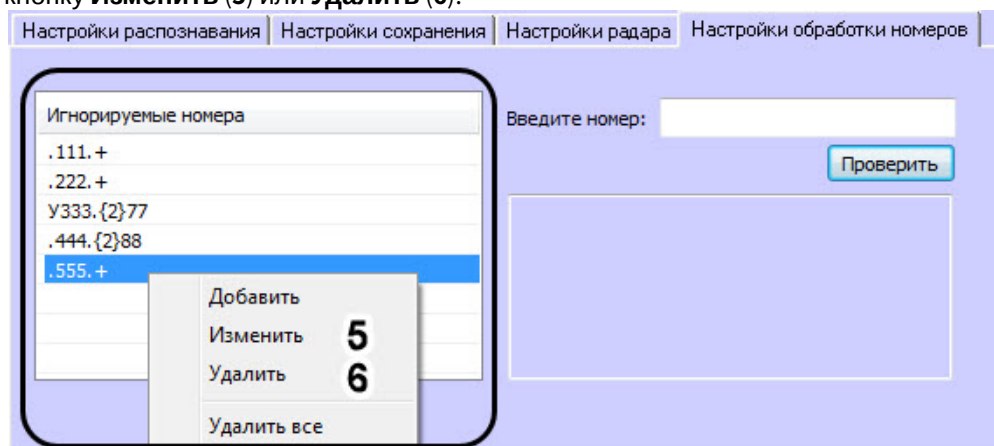 кнопку Изменить (5) или Удалить (6).
Настройки распознавания Настройки сохранения Настройки радара Настройки обработки номеров
Игнорируемые номера
.111.+
.222.+
У333.{2}77
.444.{2}88
.555.+
Добавить
Изменить 5
Удалить 6
Удалить все
Введите номер:
Проверить